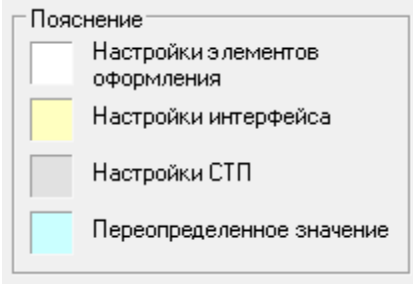 Пояснение
Настройки элементов
оформления
Настройки интерфейса
Настройки СТП
Переопределенное значение